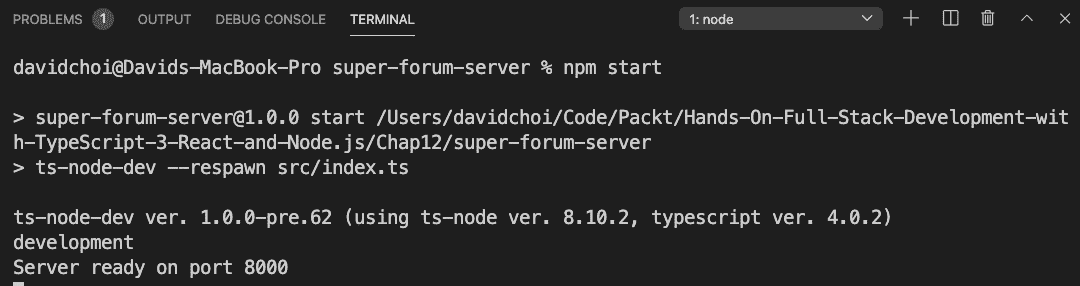 PROBLEMS 1 OUTPUT DEBUG CONSOLE TERMINAL 1: node
davidchoi@Davids-MacBook-Pro super-forum-server % npm start
> super-forum-server@1.0.0 start /Users/davidchoi/Code/Packt/Hands-On-Full-Stack-Development-wit
h-TypeScript-3-React-and-Node.js/Chap12/super-forum-server
> ts-node-dev --respawn src/index.ts
ts-node-dev ver. 1.0.0-pre.62 (using ts-node ver. 8.10.2, typescript ver. 4.0.2)
development
Server ready on port 8000